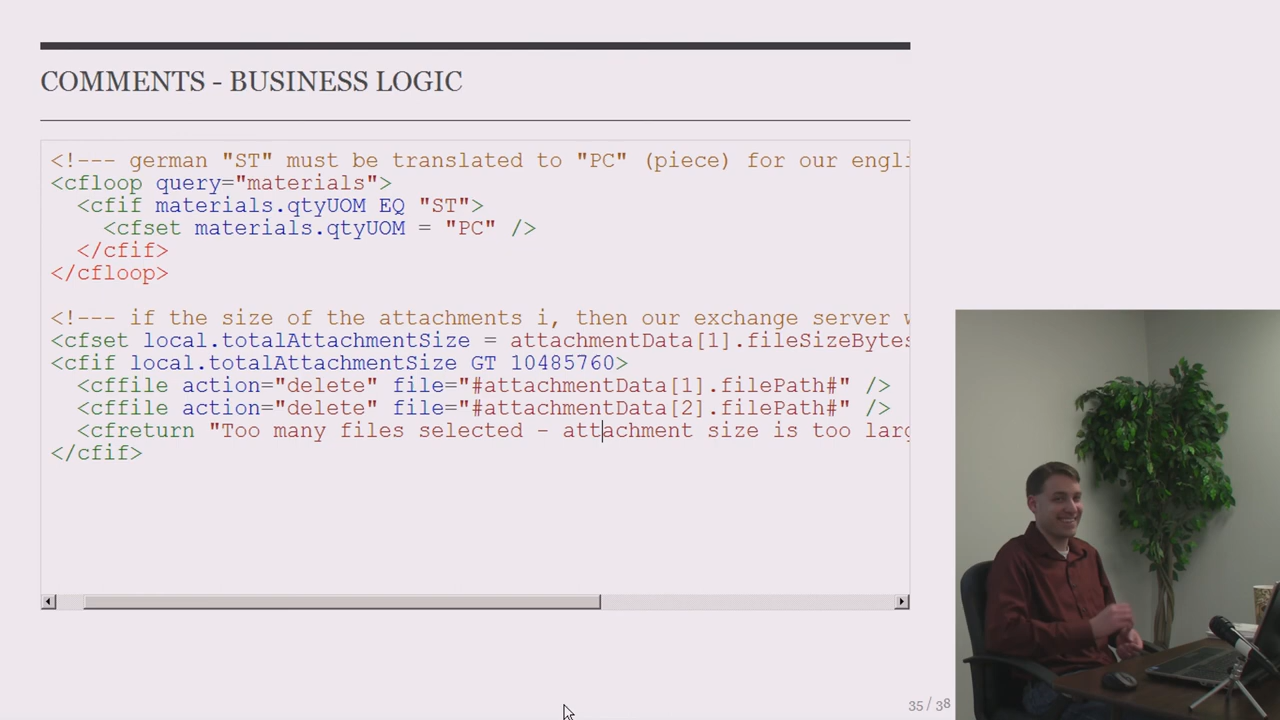 COMMENTS - BUSINESS LOGIC
<!--- german "ST" must be translated to "PC" (piece) for our engli
<cfloop query="materials">
<cfif materials.qtyUOM EQ "ST">
<cfset materials.qtyUOM = "PC" />
</cfif>
</cfloop>
<!--- if the size of the attachments i, then our exchange server w
<cfset local.totalAttachmentSize = attachmentData[1].fileSizeBytes
<cfif local.totalAttachmentSize GT 10485760>
<cffile action="delete" file="#attachmentData[1].filePath#" />
<cffile action="delete" file="#attachmentData[2].filePath#" />
<cfreturn "Too many files selected - attachment size is too larg
</cfif>
35 / 38